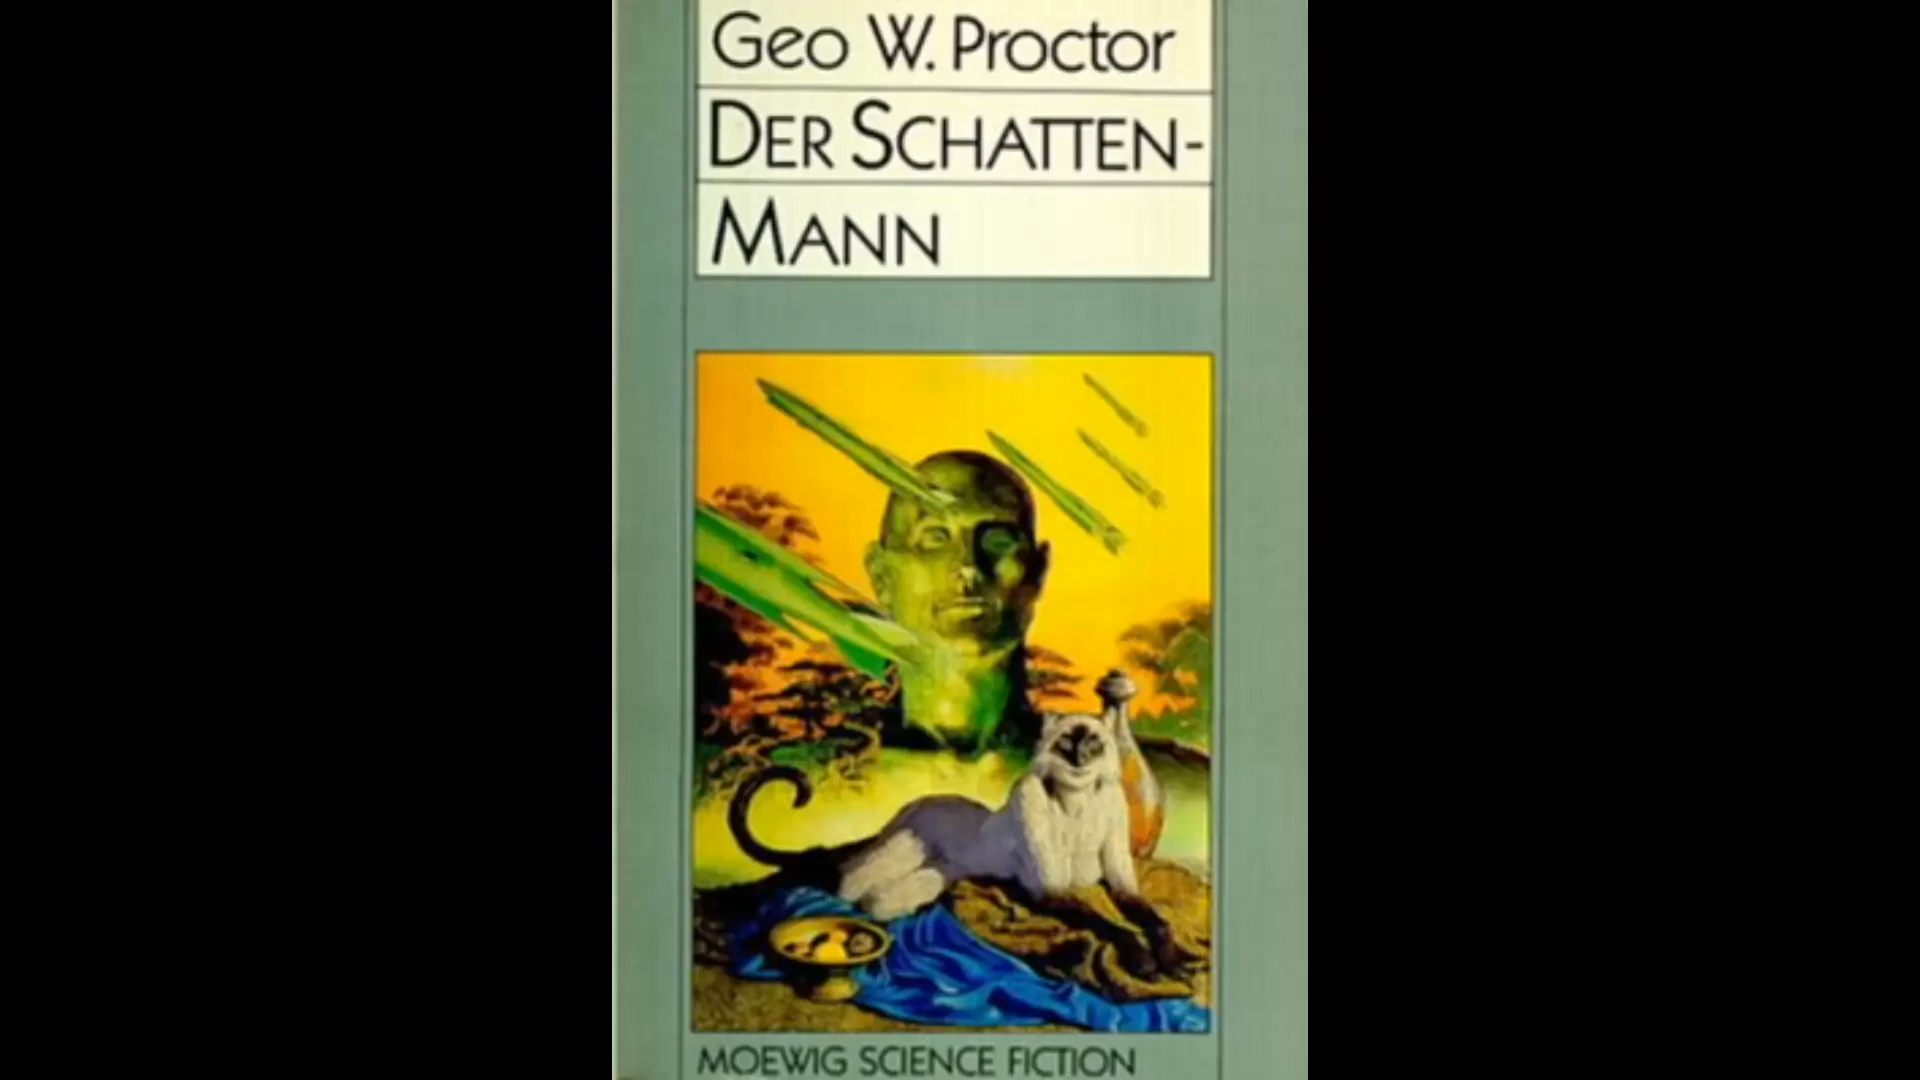 Geo W. Proctor
DER SCHATTEN-
MANN
MOEWIG SCIENCE FICTION